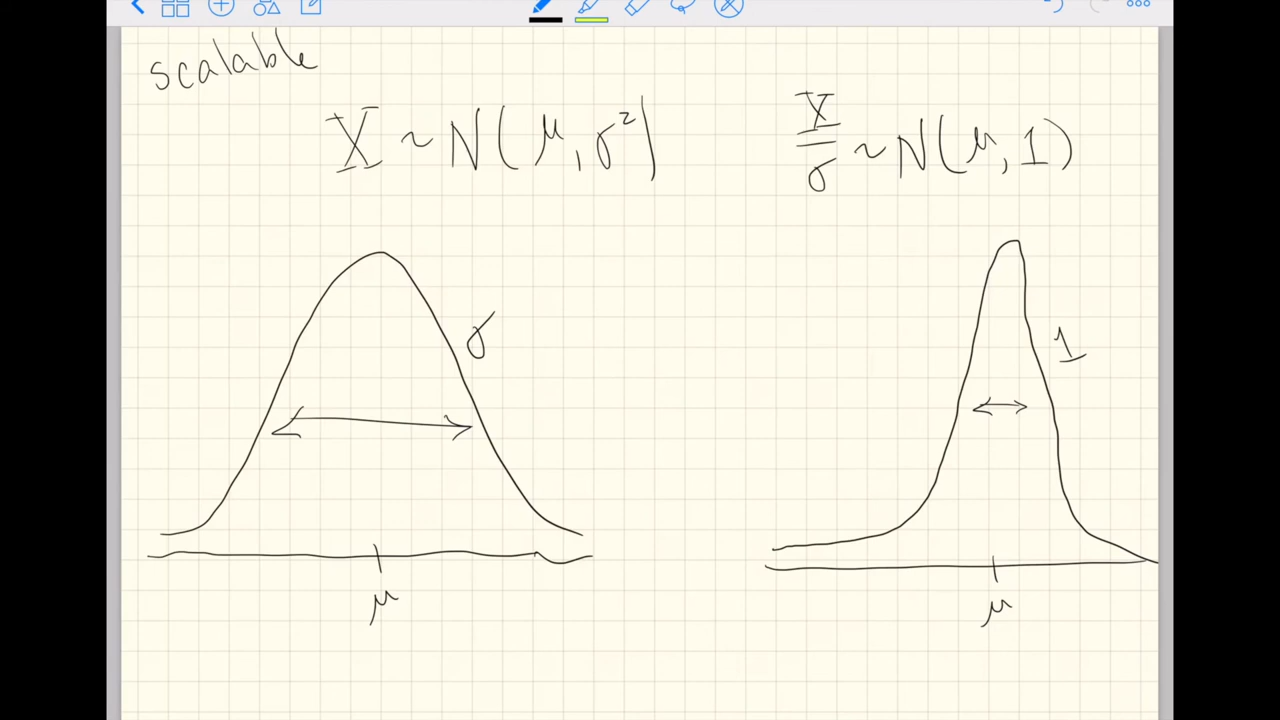 scalable
X ~ N(μ, σ²)
X/σ ~ N(μ, 1)
σ
1
μ
μ